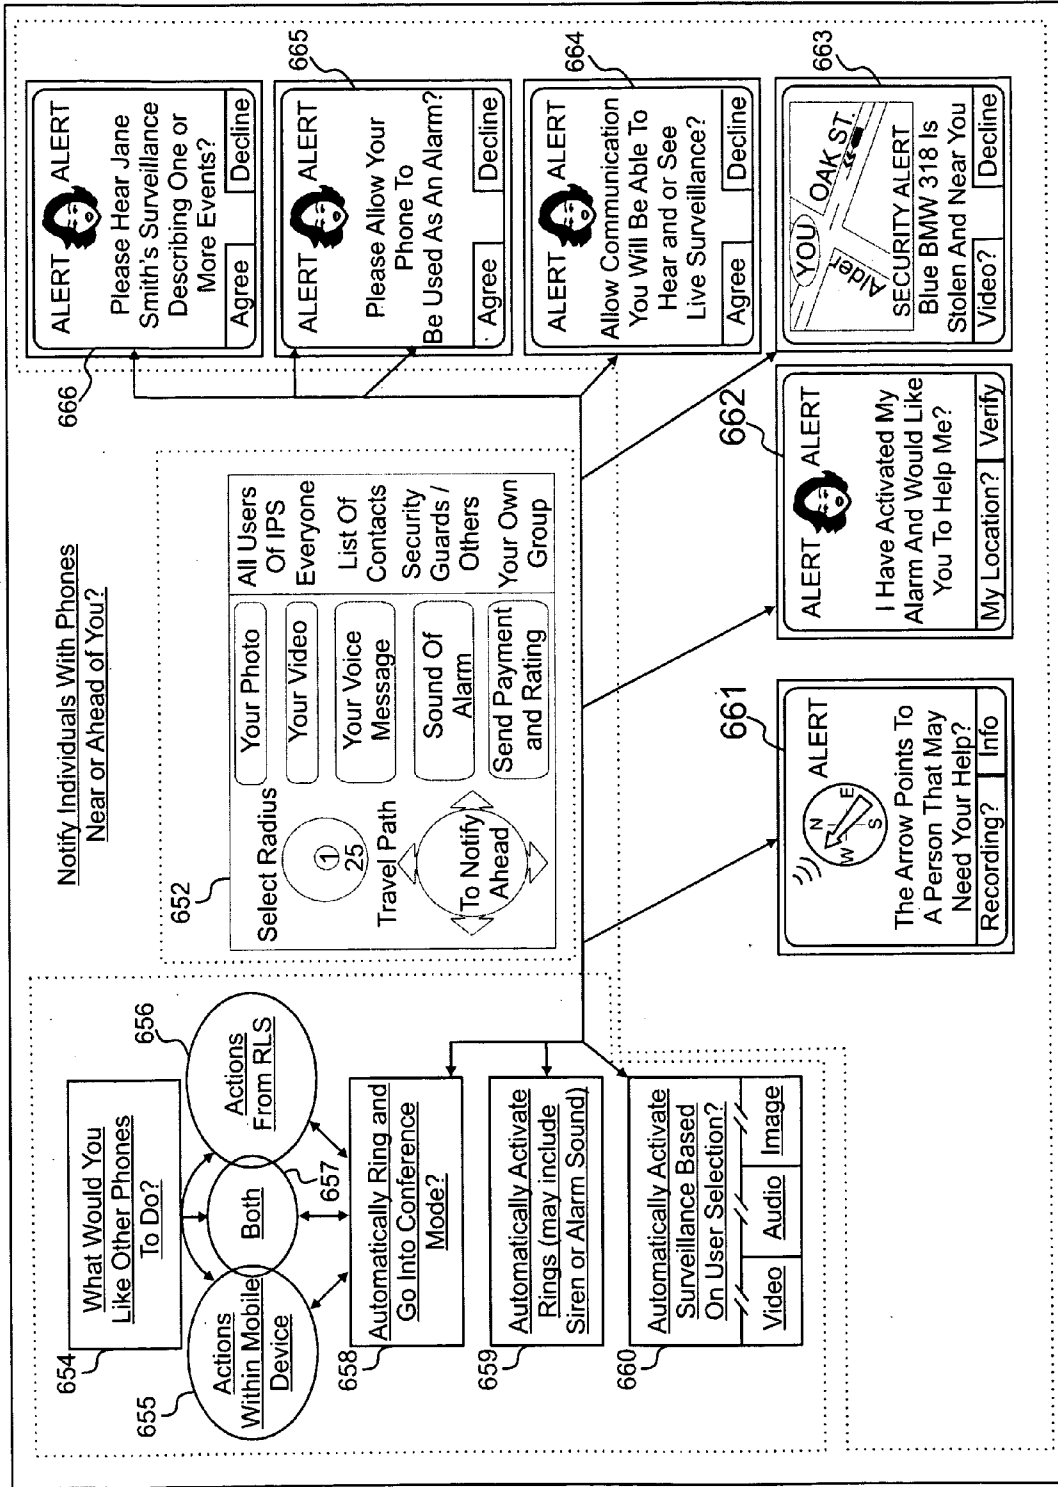 Notify Individuals With Phones
Near or Ahead of You?
654
What Would You
Like Other Phones
To Do?
655
Actions
Within Mobile
Device
Both
657
656
Actions
From RLS
658
Automatically Ring and
Go Into Conference
Mode?
659
Automatically Activate
Rings (may include
Siren or Alarm Sound)
660
Automatically Activate
Surveillance Based
On User Selection?
Video
Audio
Image
652
Select Radius
1
25
Travel Path
To Notify
Ahead
Your Photo
Your Video
Your Voice
Message
Sound Of
Alarm
Send Payment
and Rating
All Users
Of IPS
Everyone
List Of
Contacts
Security
Guards /
Others
Your Own
Group
666
ALERT ALERT
Please Hear Jane
Smith's Surveillance
Describing One or
More Events?
Agree
Decline
665
ALERT ALERT
Please Allow Your
Phone To
Be Used As An Alarm?
Agree
Decline
664
ALERT ALERT
Allow Communication
You Will Be Able To
Hear and or See
Live Surveillance?
Agree
Decline
661
N
W E
S
ALERT
The Arrow Points To
A Person That May
Need Your Help?
Recording?
Info
662
ALERT ALERT
I Have Activated My
Alarm And Would Like
You To Help Me?
My Location?
Verify
663
YOU
OAK ST.
Alder
SECURITY ALERT
Blue BMW 318 Is
Stolen And Near You
Video?
Decline